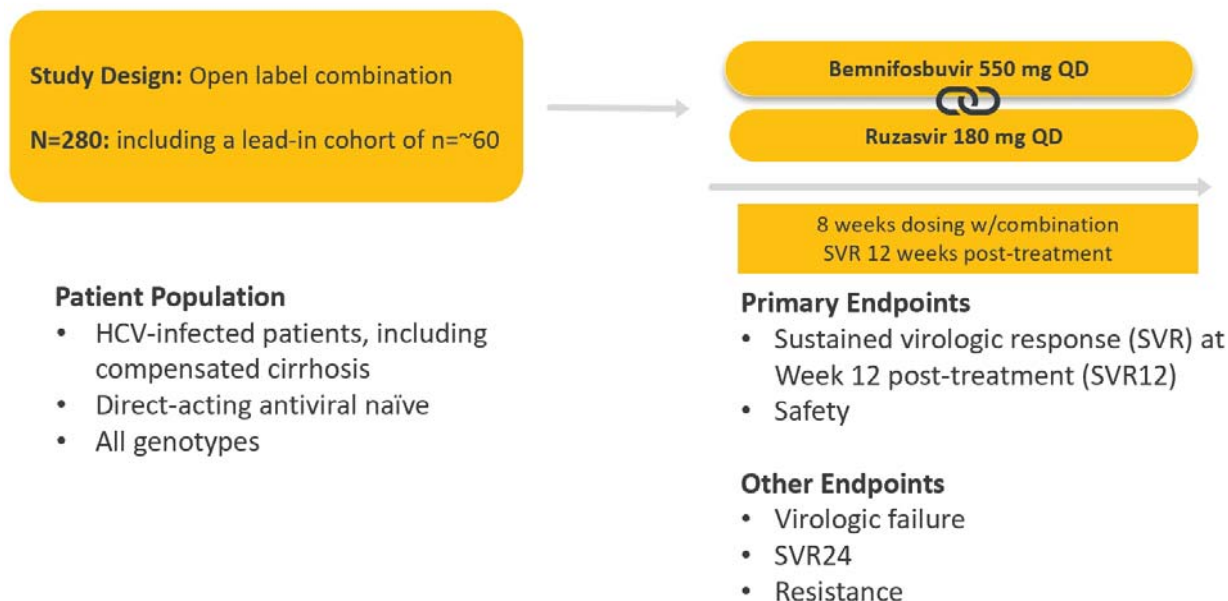 Study Design: Open label combination
N=280: including a lead-in cohort of n=~60
Bemnifosbuvir 550 mg QD
Ruzasvir 180 mg QD
8 weeks dosing w/combination
SVR 12 weeks post-treatment
Patient Population
• HCV-infected patients, including
compensated cirrhosis
• Direct-acting antiviral naïve
• All genotypes
Primary Endpoints
• Sustained virologic response (SVR) at
Week 12 post-treatment (SVR12)
• Safety
Other Endpoints
• Virologic failure
• SVR24
• Resistance